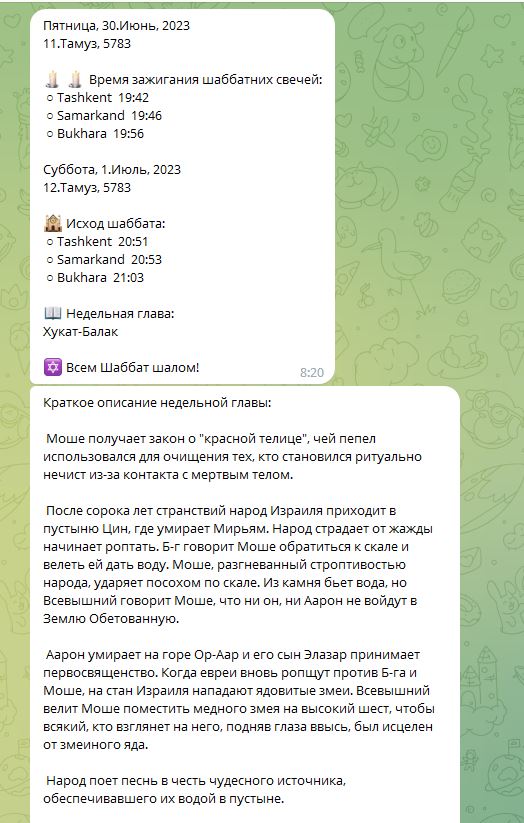 Пятница, 30.Июнь, 2023
11.Тамуз, 5783
🕯️ 🕯️ Время зажигания шаббатних свечей:
○ Tashkent 19:42
○ Samarkand 19:46
○ Bukhara 19:56
Суббота, 1.Июль, 2023
12.Тамуз, 5783
🕍 Исход шаббата:
○ Tashkent 20:51
○ Samarkand 20:53
○ Bukhara 21:03
📖 Недельная глава:
Хукат-Балак
🔯 Всем Шаббат шалом!
8:20
Краткое описание недельной главы:
Моше получает закон о "красной телице", чей пепел
использовался для очищения тех, кто становился ритуально
нечист из-за контакта с мертвым телом.
После сорока лет странствий народ Израиля приходит в
пустыню Цин, где умирает Мирьям. Народ страдает от жажды
начинает роптать. Б-г говорит Моше обратиться к скале и
велеть ей дать воду. Моше, разгневанный строптивостью
народа, ударяет посохом по скале. Из камня бьет вода, но
Всевышний говорит Моше, что ни он, ни Аарон не войдут в
Землю Обетованную.
Аарон умирает на горе Ор-Аар и его сын Элазар принимает
первосвященство. Когда евреи вновь ропщут против Б-га и
Моше, на стан Израиля нападают ядовитые змеи. Всевышний
велит Моше поместить медного змея на высокий шест, чтобы
всякий, кто взглянет на него, подняв глаза ввысь, был исцелен
от змеиного яда.
Народ поет песнь в честь чудесного источника,
обеспечивавшего их водой в пустыне.